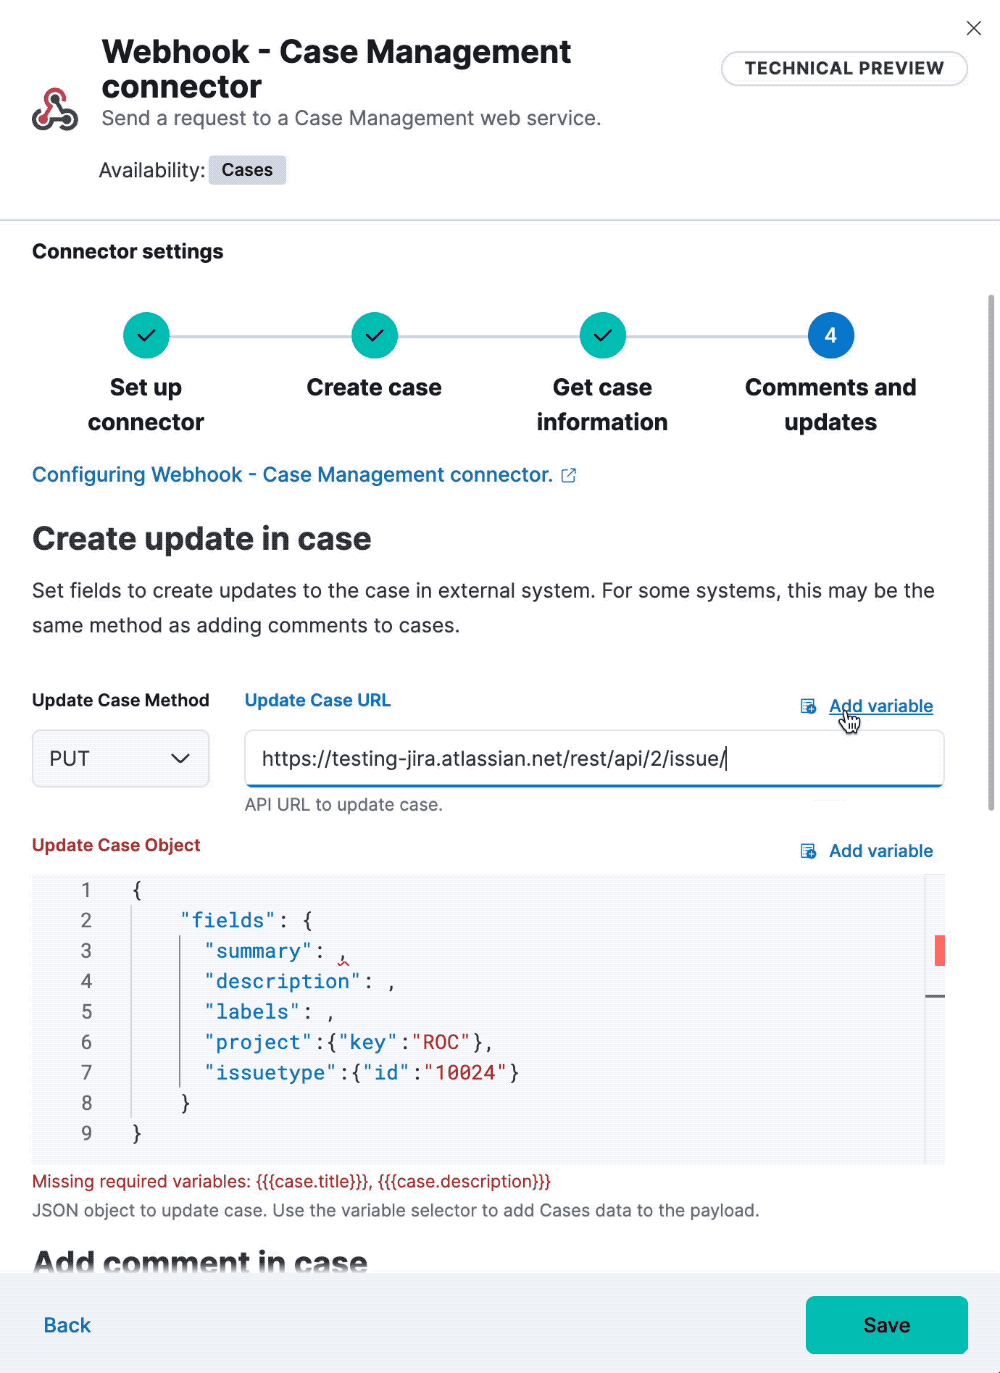 Webhook - Case Management
connector
TECHNICAL PREVIEW
Send a request to a Case Management web service.
Availability: Cases
Connector settings
4
Set up
connector
Create case
Get case
information
Comments and
updates
Configuring Webhook - Case Management connector.
Create update in case
Set fields to create updates to the case in external system. For some systems, this may be the
same method as adding comments to cases.
Update Case Method
Update Case URL
Add variable
PUT
https://testing-jira.atlassian.net/rest/api/2/issue/
API URL to update case.
Update Case Object
Add variable
1 {
2 "fields": {
3 "summary": ,
4 "description": ,
5 "labels": ,
6 "project":{"key":"ROC"},
7 "issuetype":{"id":"10024"}
8 }
9 }
Missing required variables: {{{case.title}}}, {{{case.description}}}
JSON object to update case. Use the variable selector to add Cases data to the payload.
Add comment in case
Back
Save